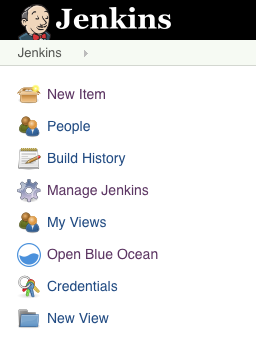 Jenkins
Jenkins
New Item
People
Build History
Manage Jenkins
My Views
Open Blue Ocean
Credentials
New View